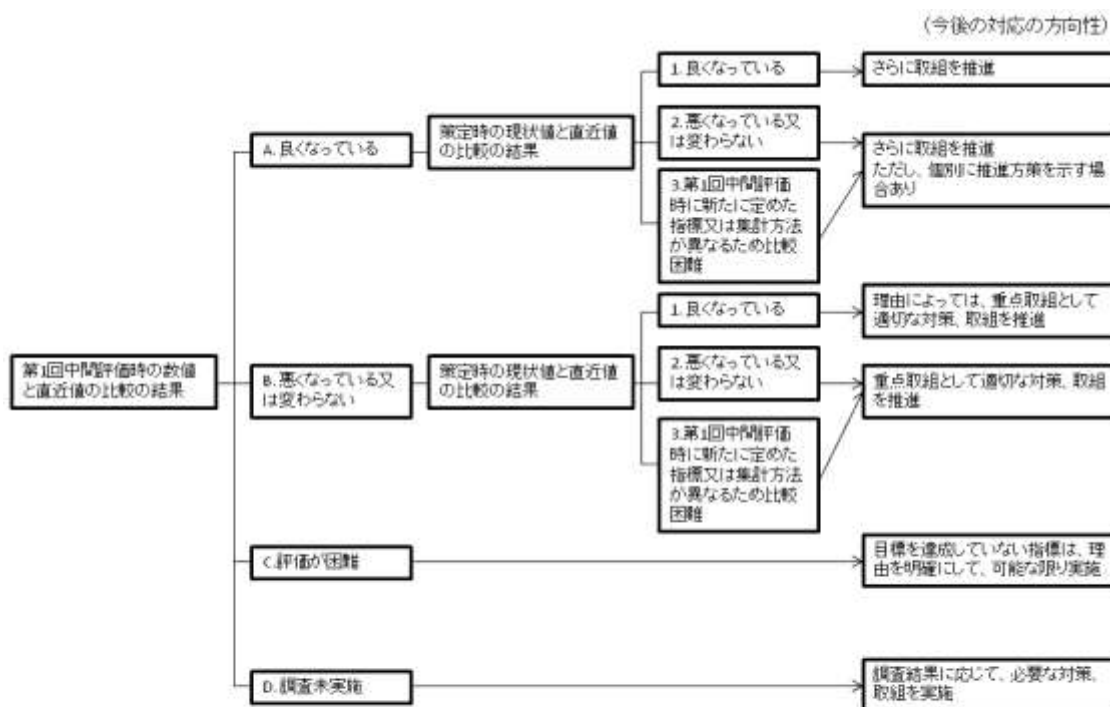 (今後の対応の方向性)
1.良くなっている
さらに取組を推進
A.良くなっている
策定時の現状値と直近値
の比較の結果
2.悪くなっている又
は変わらない
さらに取組を推進
ただし、個別に推進方策を示す場
合あり
3.第1回中間評価
時に新たに定めた
指標又は集計方法
が異なるため比較
困難
第1回中間評価時の数値
と直近値の比較の結果
B.悪くなっている又
は変わらない
策定時の現状値と直近値
の比較の結果
1.良くなっている
理由によっては、重点取組として
適切な対策、取組を推進
2.悪くなっている又
は変わらない
重点取組として適切な対策、取組
を推進
3.第1回中間評価
時に新たに定めた
指標又は集計方法
が異なるため比較
困難
C.評価が困難
目標を達成していない指標は、理
由を明確にして、可能な限り実施
D.調査未実施
調査結果に応じて、必要な対策、
取組を実施